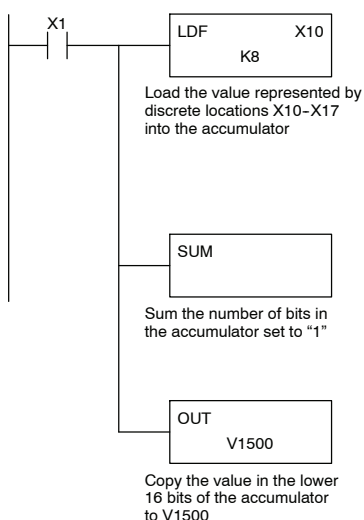 X1
LDF X10
K8
Load the value represented by
discrete locations X10-X17
into the accumulator
SUM
Sum the number of bits in
the accumulator set to “1”
OUT
V1500
Copy the value in the lower
16 bits of the accumulator
to V1500